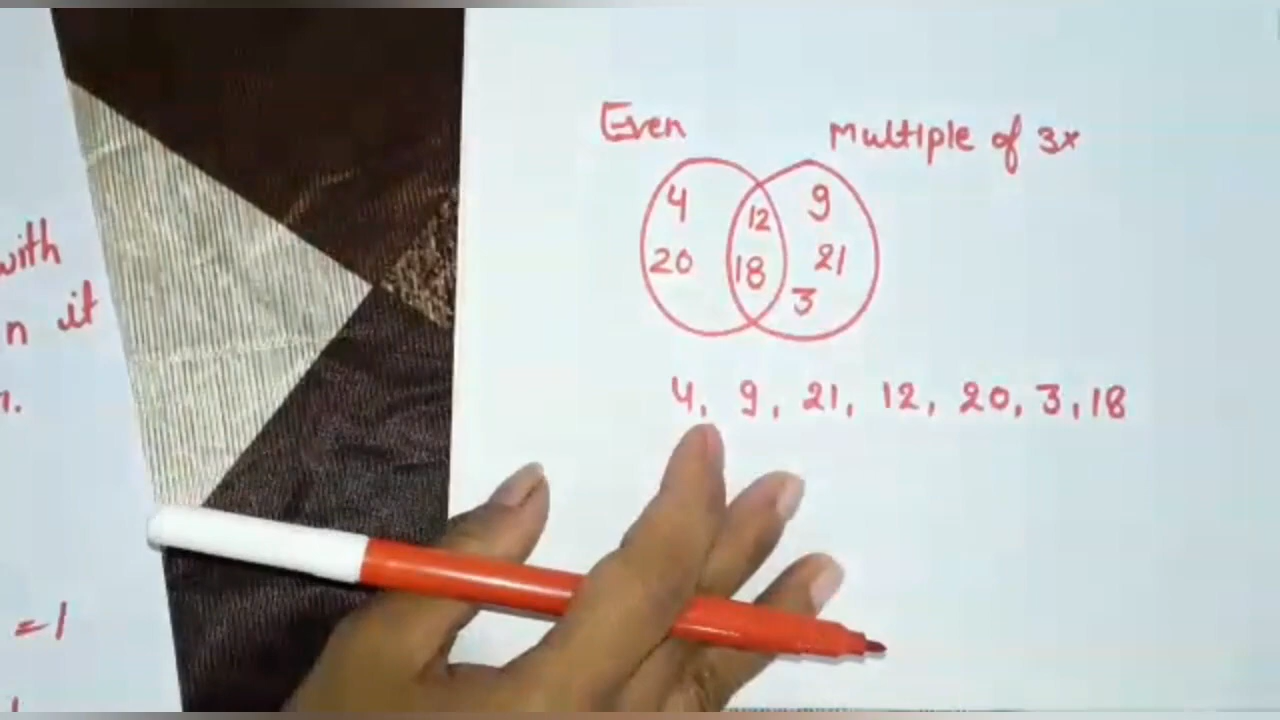 with
n it
Even
Multiple of 3x
4 12 9
20 18 21
3
4, 9, 21, 12, 20, 3, 18
=1